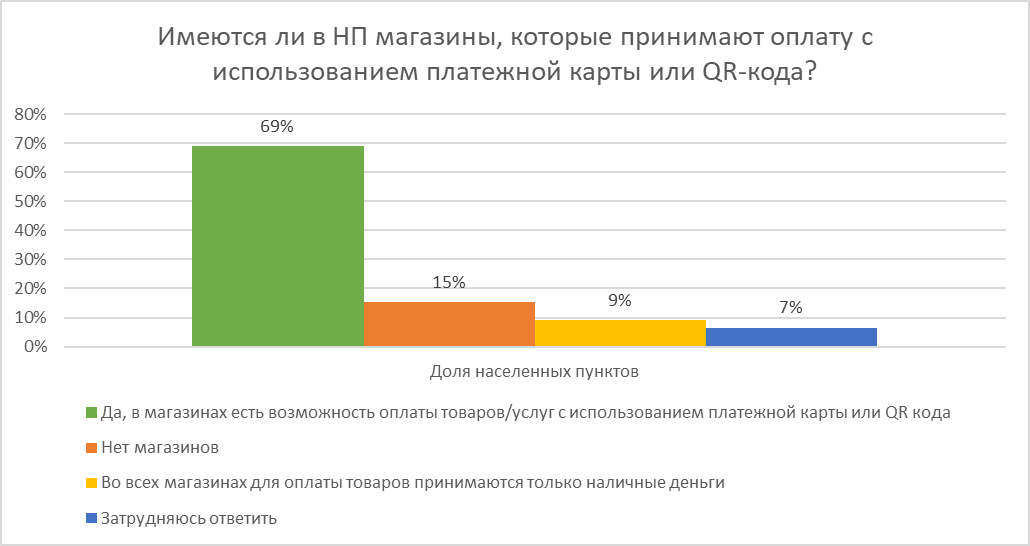 Имеются ли в НП магазины, которые принимают оплату с
использованием платежной карты или QR-кода?
80%
70%
60%
50%
40%
30%
20%
10%
0%
69%
15%
9%
7%
Доля населенных пунктов
Да, в магазинах есть возможность оплаты товаров/услуг с использованием платежной карты или QR кода
Нет магазинов
Во всех магазинах для оплаты товаров принимаются только наличные деньги
Затрудняюсь ответить